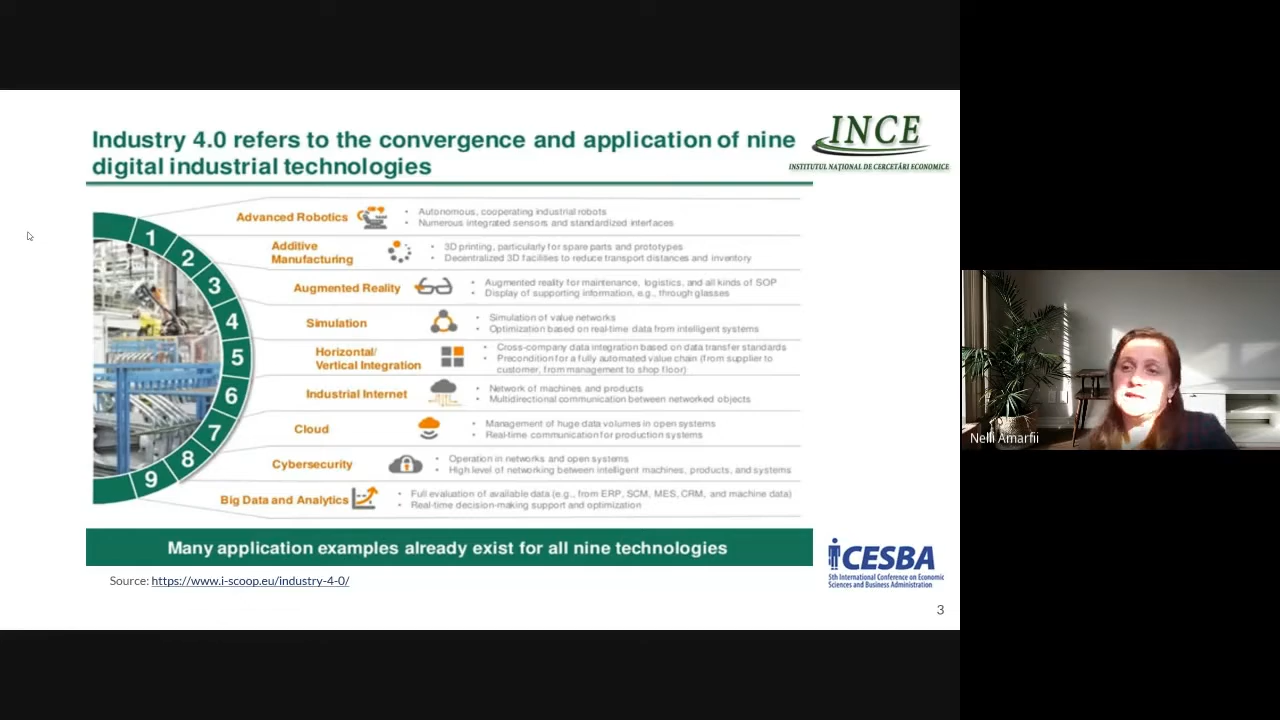 Industry 4.0 refers to the convergence and application of nine
digital industrial technologies
INCE
INSTITUTUL NAȚIONAL DE CERCETĂRI ECONOMICE
1
Advanced Robotics
• Autonomous, cooperating industrial robots
• Numerous integrated sensors and standardized interfaces
2
Additive
Manufacturing
• 3D printing, particularly for spare parts and prototypes
• Decentralized 3D facilities to reduce transport distances and inventory
3
Augmented Reality
• Augmented reality for maintenance, logistics, and all kinds of SOP
• Display of supporting information, e.g., through glasses
4
Simulation
• Simulation of value networks
• Optimization based on real-time data from intelligent systems
5
Horizontal/
Vertical Integration
• Cross-company data integration based on data transfer standards
• Precondition for a fully automated value chain (from supplier to
customer, from management to shop floor)
6
Industrial Internet
• Network of machines and products
• Multidirectional communication between networked objects
7
Cloud
• Management of huge data volumes in open systems
• Real-time communication for production systems
8
Cybersecurity
• Operation in networks and open systems
• High level of networking between intelligent machines, products, and systems
9
Big Data and Analytics
• Full evaluation of available data (e.g., from ERP, SCM, MES, CRM, and machine data)
• Real-time decision-making support and optimization
Many application examples already exist for all nine technologies
Source: https://www.i-scoop.eu/industry-4-0/
iCESBA
5th International Conference on Economic
Sciences and Business Administration
3
Nelli Amarfii